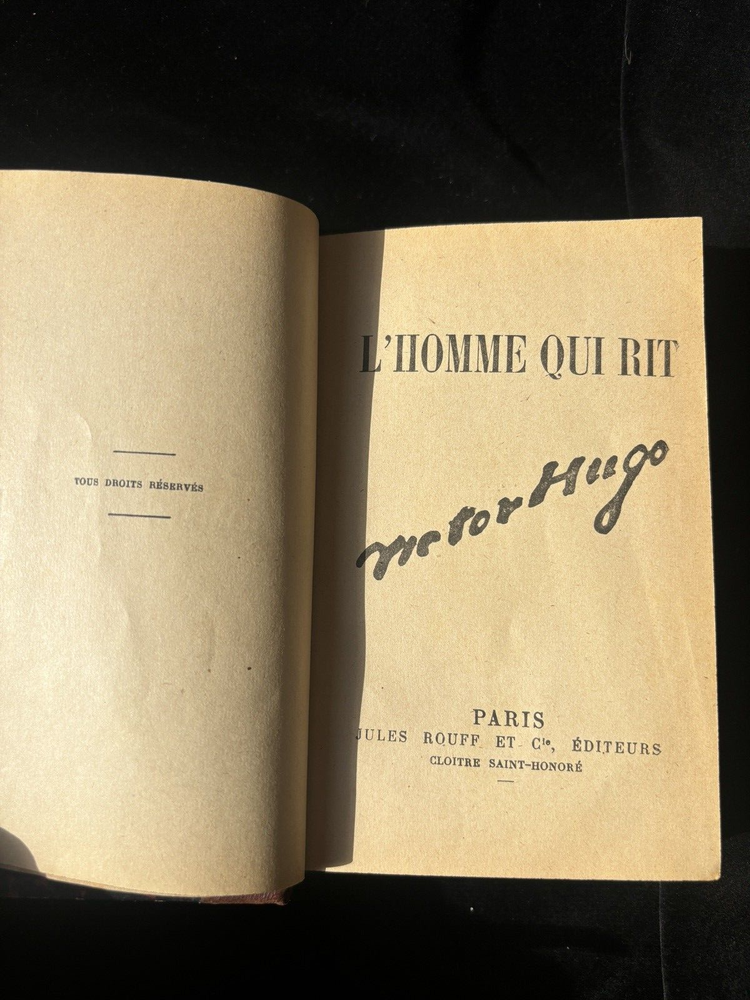 TOUS DROITS RÉSERVÉS
L'HOMME QUI RIT
Victor Hugo
PARIS
JULES ROUFF ET Cie, ÉDITEURS
CLOITRE SAINT-HONORÉ